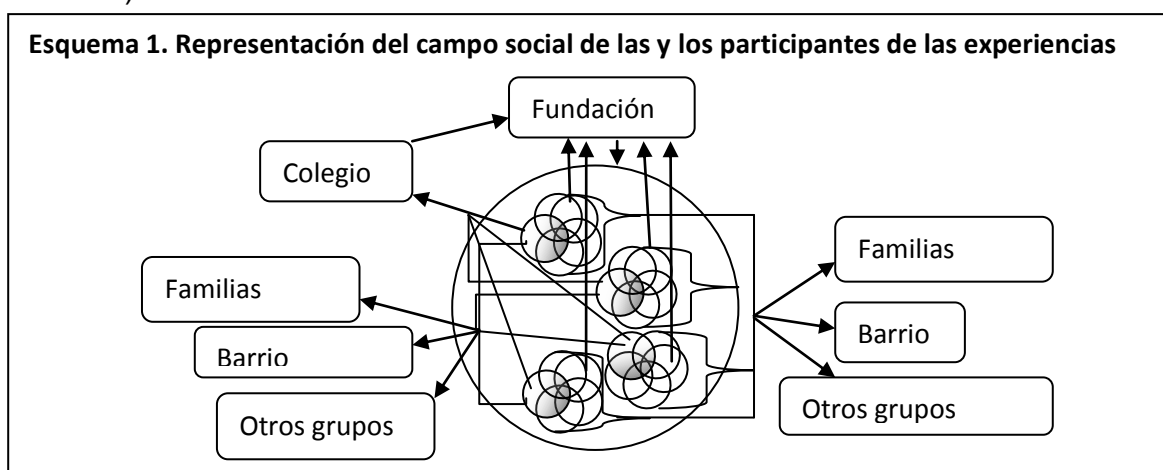 Esquema 1. Representación del campo social de las y los participantes de las experiencias
Fundación
Colegio
Familias
Familias
Barrio
Barrio
Otros grupos
Otros grupos